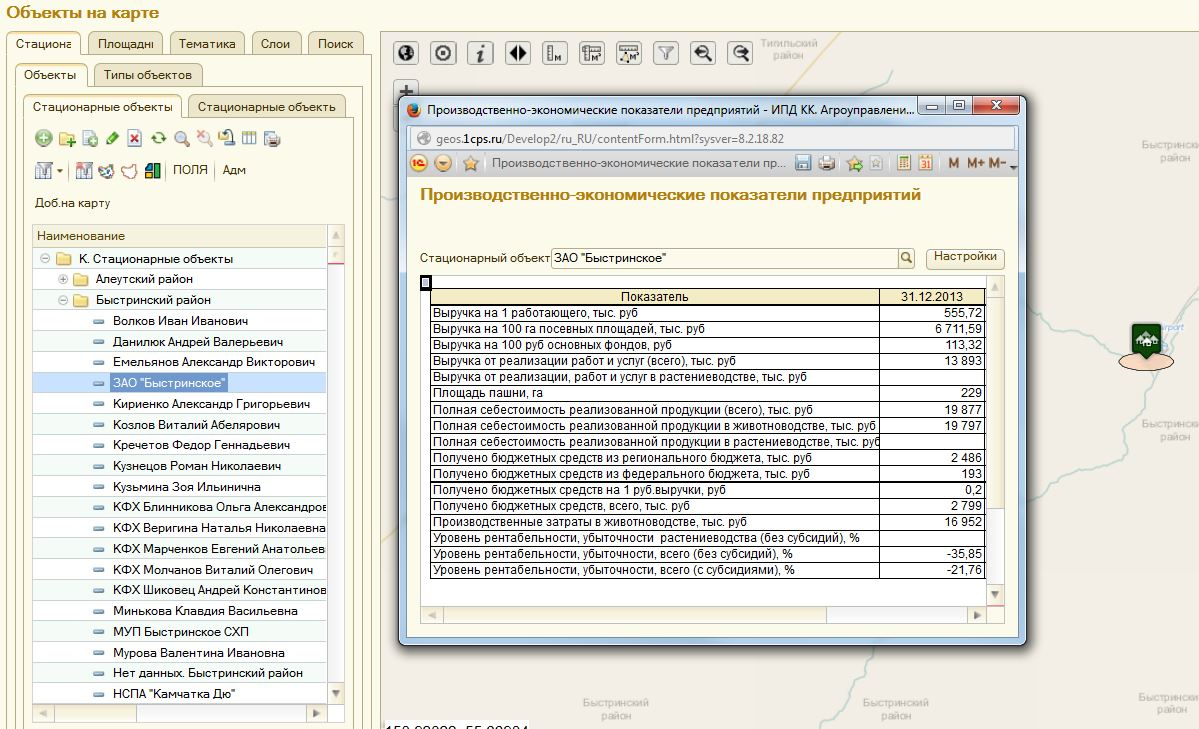 Объекты на карте
Стациона Площадні Тематика Слои Поиск
Объекты Типы объектов
Стационарные объекты Стационарные объекть
ПОЛЯ Адм
Доб.на карту
Наименование
К. Стационарные объекты
Алеутский район
Быстринский район
Волков Иван Иванович
Данилюк Андрей Валерьевич
Емельянов Александр Викторович
ЗАО "Быстринское"
Кириенко Александр Григорьевич
Козлов Виталий Абелярович
Кречетов Федор Геннадьевич
Кузнецов Роман Николаевич
Кузьмина Зоя Ильинична
КФХ Блинникова Ольга Александров
КФХ Веригина Наталья Николаевна
КФХ Марченков Евгений Анатольев
КФХ Молчанов Виталий Олегович
КФХ Шиковец Андрей Константинов
Минькова Клавдия Васильевна
МУП Быстринское СХП
Мурова Валентина Ивановна
Нет данных. Быстринский район
НСПА "Камчатка Дю"
Тигильский
район
Производственно-экономические показатели предприятий - ИПД КК. Агроуправлени...
geos.1cps.ru/Develop2/ru_RU/contentForm.html?sysver=8.2.18.82
Производственно-экономические показатели пр... 31 M M+ M-
Производственно-экономические показатели предприятий
Стационарный объект ЗАО "Быстринское" Настройки
Показатель 31.12.2013
Выручка на 1 работающего, тыс. руб 555,72
Выручка на 100 га посевных площадей, тыс. руб 6 711,59
Выручка на 100 руб основных фондов, руб 113,32
Выручка от реализации работ и услуг (всего), тыс. руб 13 893
Выручка от реализации, работ и услуг в растениеводстве, тыс. руб
Площадь пашни, га 229
Полная себестоимость реализованной продукции (всего), тыс. руб 19 877
Полная себестоимость реализованной продукции в животноводстве, тыс. руб 19 797
Полная себестоимость реализованной продукции в растениеводстве, тыс. руб
Получено бюджетных средств из регионального бюджета, тыс. руб 2 486
Получено бюджетных средств из федерального бюджета, тыс. руб 193
Получено бюджетных средств на 1 руб.выручки, руб 0,2
Получено бюджетных средств, всего, тыс. руб 2 799
Производственные затраты в животноводстве, тыс. руб 16 952
Уровень рентабельности, убыточности растениеводства (без субсидий), %
Уровень рентабельности, убыточности, всего (без субсидий), % -35,85
Уровень рентабельности, убыточности, всего (с субсидиями), % -21,76
Быстринск
район
Быстринск
район
Быстринский
район
Быстринский
район
Быстринск
район